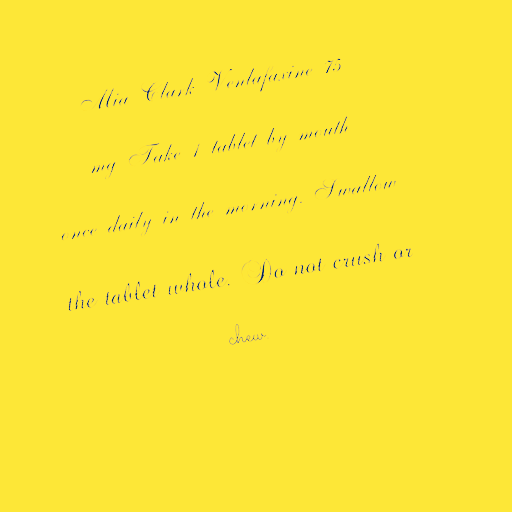 Mia Clark Venlafaxine 75
mg Take 1 tablet by mouth
once daily in the morning. Swallow
the tablet whole. Do not crush or
chew